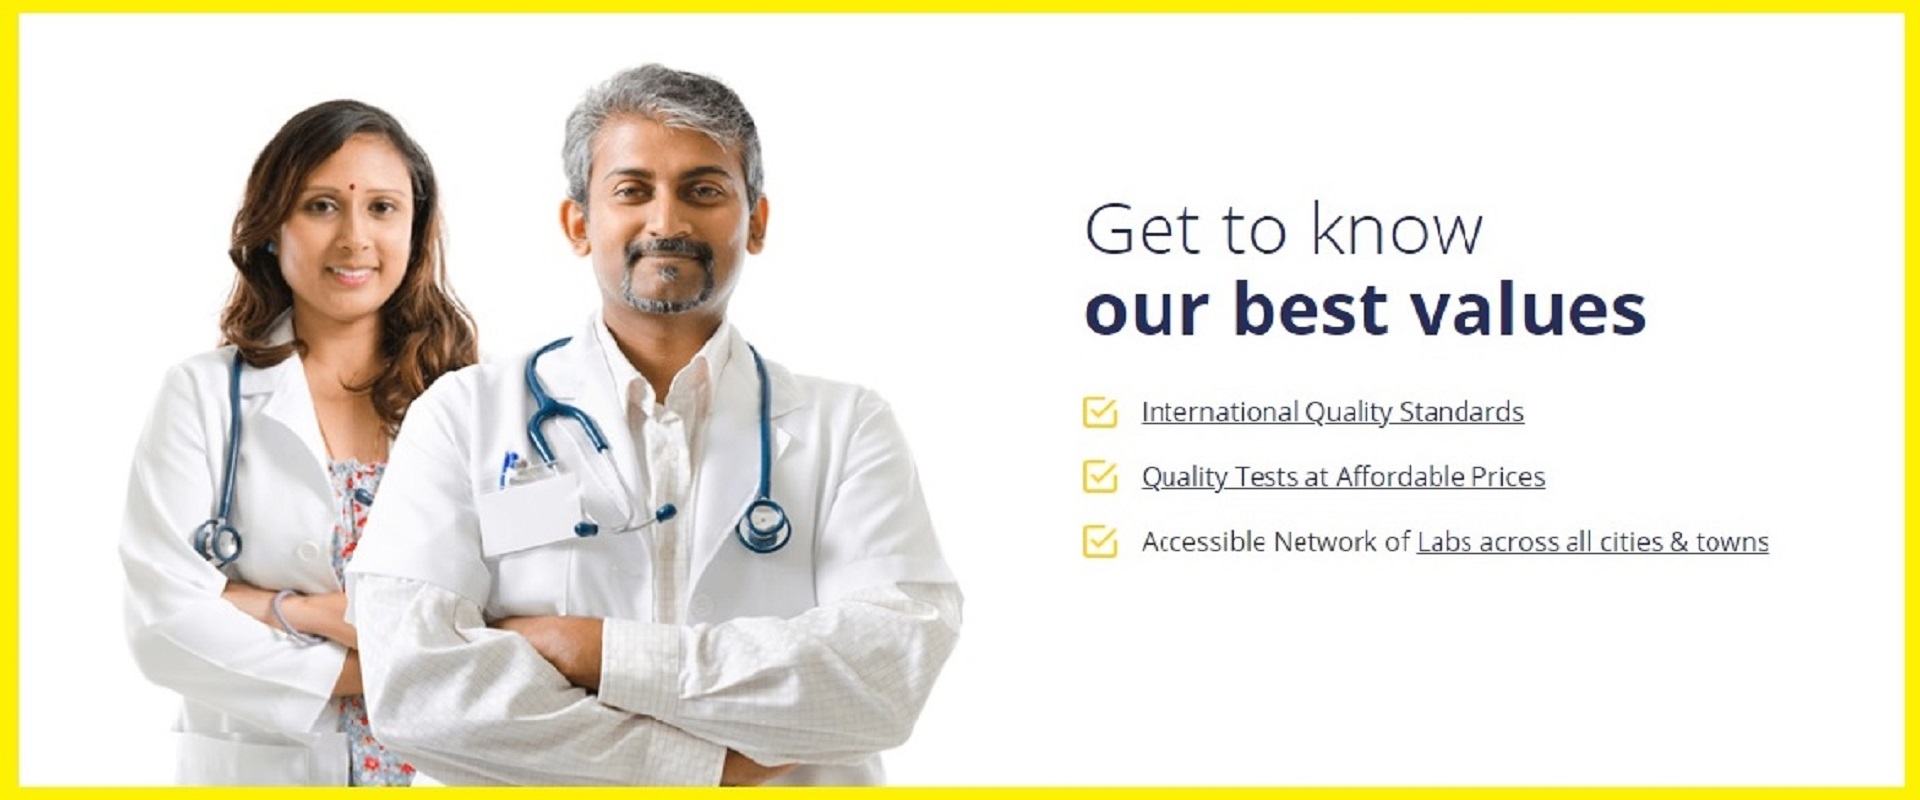 Get to know
our best values
International Quality Standards
Quality Tests at Affordable Prices
Accessible Network of Labs across all cities & towns